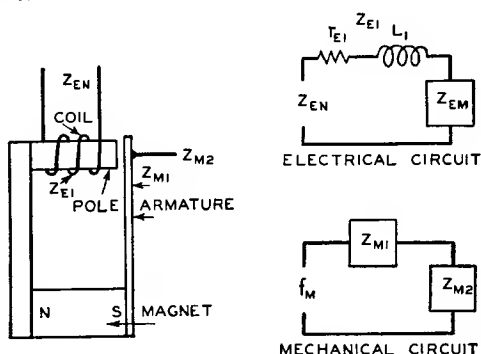 Z_EN
COIL
Z_E1
Z_M2
Z_M1
POLE ARMATURE
N S MAGNET
Z_E1
r_E1 L_1
Z_EN
Z_EM
ELECTRICAL CIRCUIT
Z_M1
f_M
Z_M2
MECHANICAL CIRCUIT